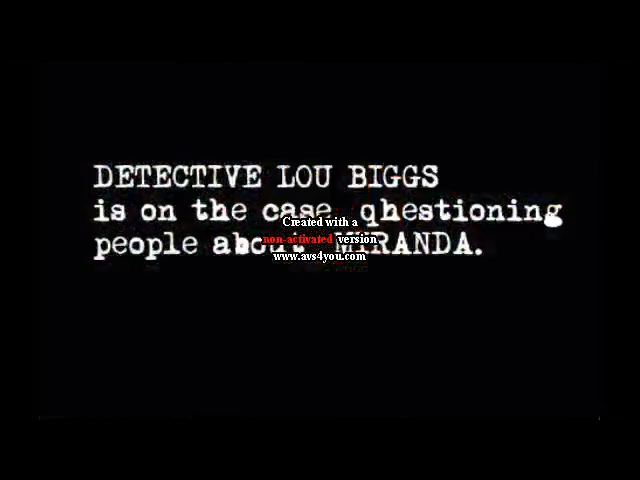 DETECTIVE LOU BIGGS
is on the case, qhestioning
people about MIRANDA.
Created with a
non-activated version
www.avs4you.com